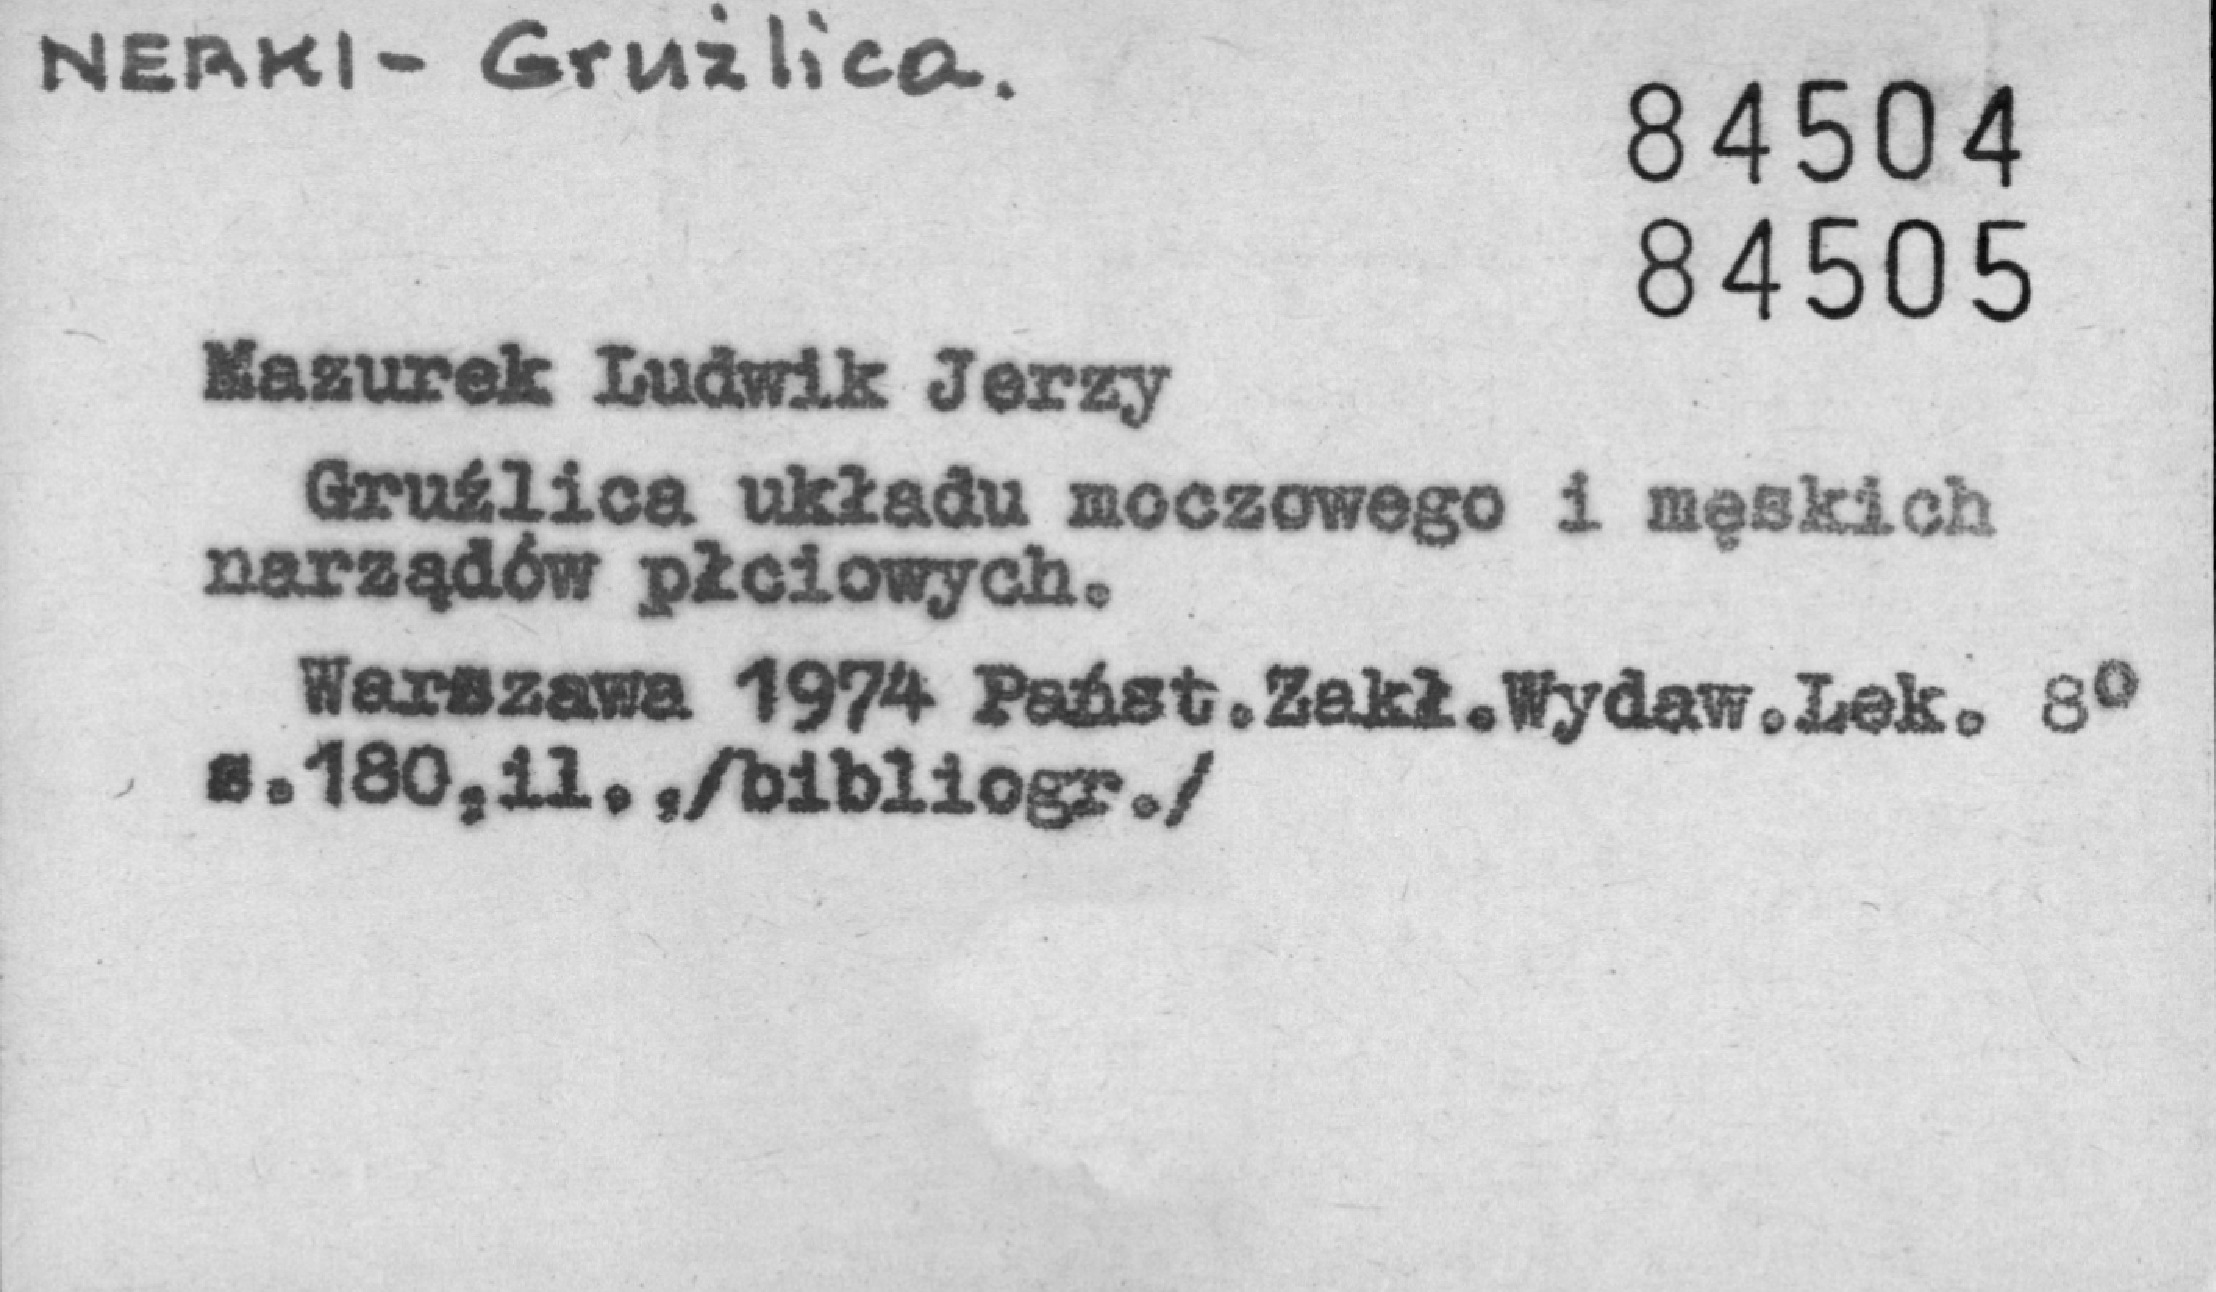 NERKI - Gruźlica.
84504
84505
Mazurek Ludwik Jerzy
Gruźlica układu moczowego i męskich
narządów płciowych.
Warszawa 1974 Państ.Zakł.Wydaw.Lek. 8º
s.180,il.,/bibliogr./